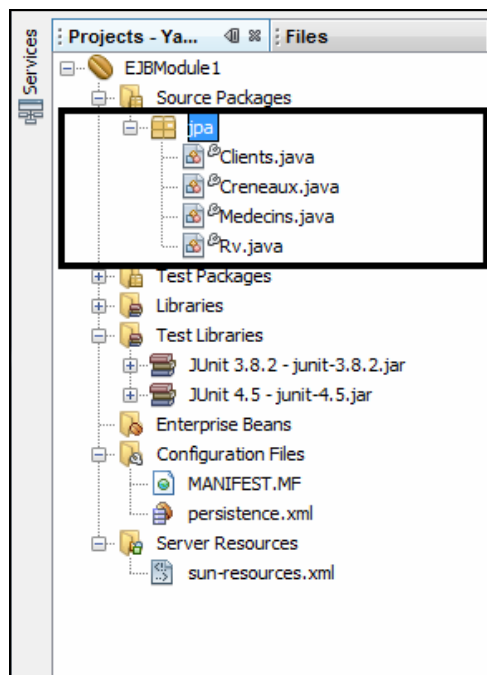 Services
Projects - Ya...
Files
EJBModule1
Source Packages
jpa
Clients.java
Creneaux.java
Medecins.java
Rv.java
Test Packages
Libraries
Test Libraries
JUnit 3.8.2 - junit-3.8.2.jar
JUnit 4.5 - junit-4.5.jar
Enterprise Beans
Configuration Files
MANIFEST.MF
persistence.xml
Server Resources
sun-resources.xml